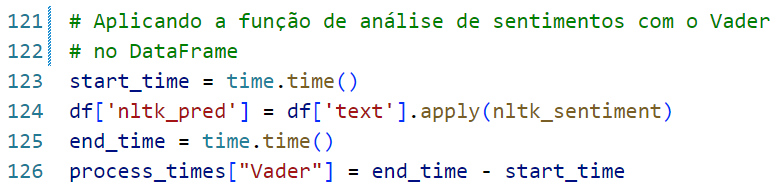 121 # Aplicando a função de análise de sentimentos com o Vader
122 # no DataFrame
123 start_time = time.time()
124 df['nltk_pred'] = df['text'].apply(nltk_sentiment)
125 end_time = time.time()
126 process_times["Vader"] = end_time - start_time